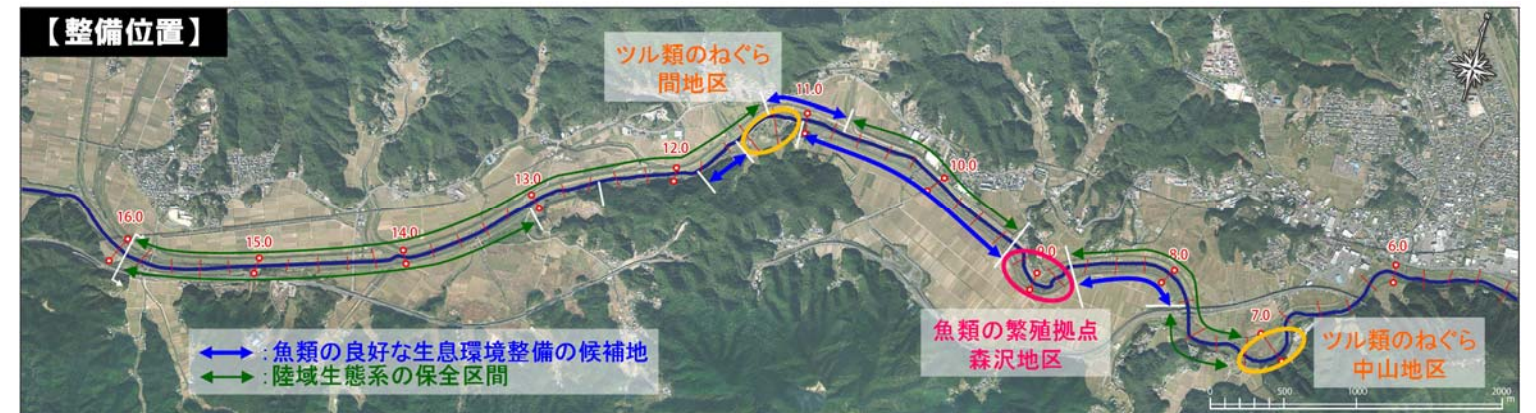 【整備位置】
ツル類のねぐら
間地区
11.0
12.0
10.0
13.0
16.0
15.0
14.0
9.0
8.0
6.0
7.0
魚類の繁殖拠点
森沢地区
ツル類のねぐら
中山地区
:魚類の良好な生息環境整備の候補地
:陸域生態系の保全区間
0 500 1000 2000
m